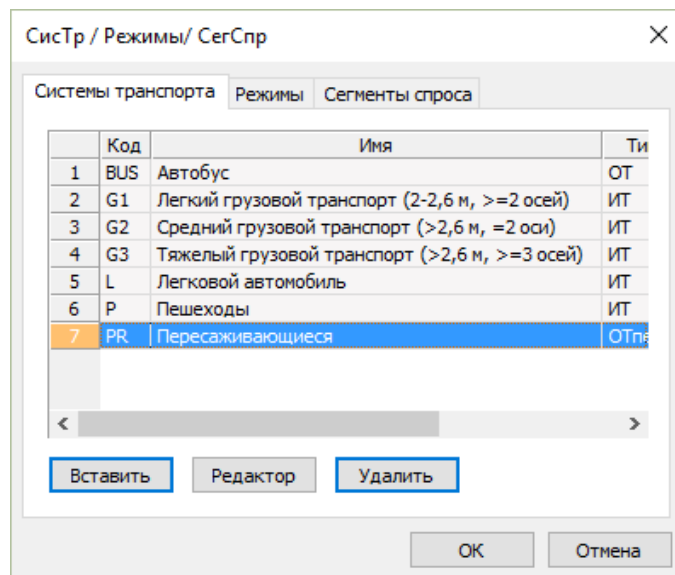 СисТр / Режимы/ СегСпр
Системы транспорта Режимы Сегменты спроса
Код Имя Ти
1 BUS Автобус ОТ
2 G1 Легкий грузовой транспорт (2-2,6 м, >=2 осей) ИТ
3 G2 Средний грузовой транспорт (>2,6 м, =2 оси) ИТ
4 G3 Тяжелый грузовой транспорт (>2,6 м, >=3 осей) ИТ
5 L Легковой автомобиль ИТ
6 P Пешеходы ИТ
7 PR Пересаживающиеся ОТпе
Вставить Редактор Удалить
ОК Отмена